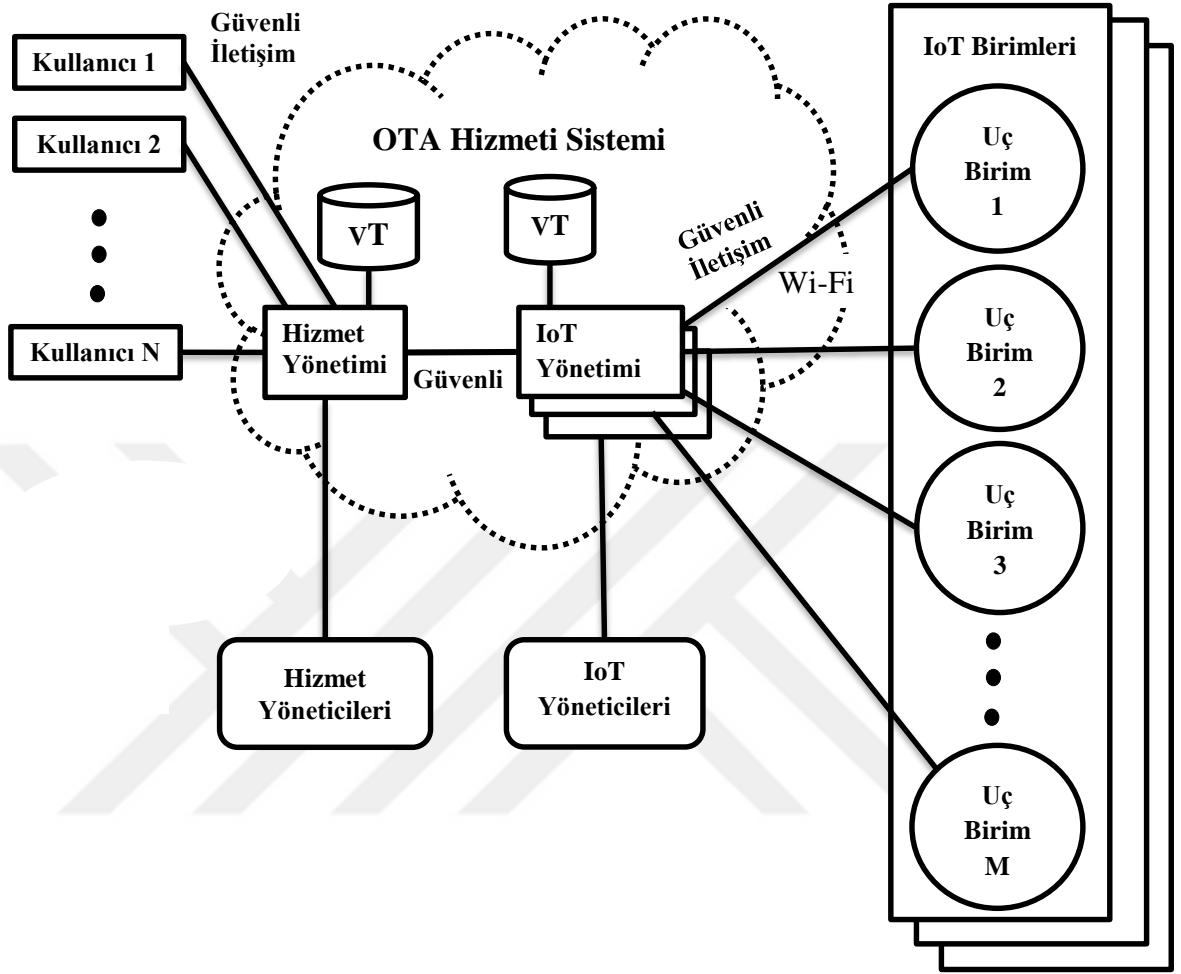 Güvenli
İletişim
Kullanıcı 1
Kullanıcı 2
Kullanıcı N
OTA Hizmeti Sistemi
VT
VT
Hizmet
Yönetimi
Güvenli
IoT
Yönetimi
Güvenli
İletişim
Wi-Fi
Hizmet
Yöneticileri
IoT
Yöneticileri
IoT Birimleri
Uç
Birim
1
Uç
Birim
2
Uç
Birim
3
Uç
Birim
M